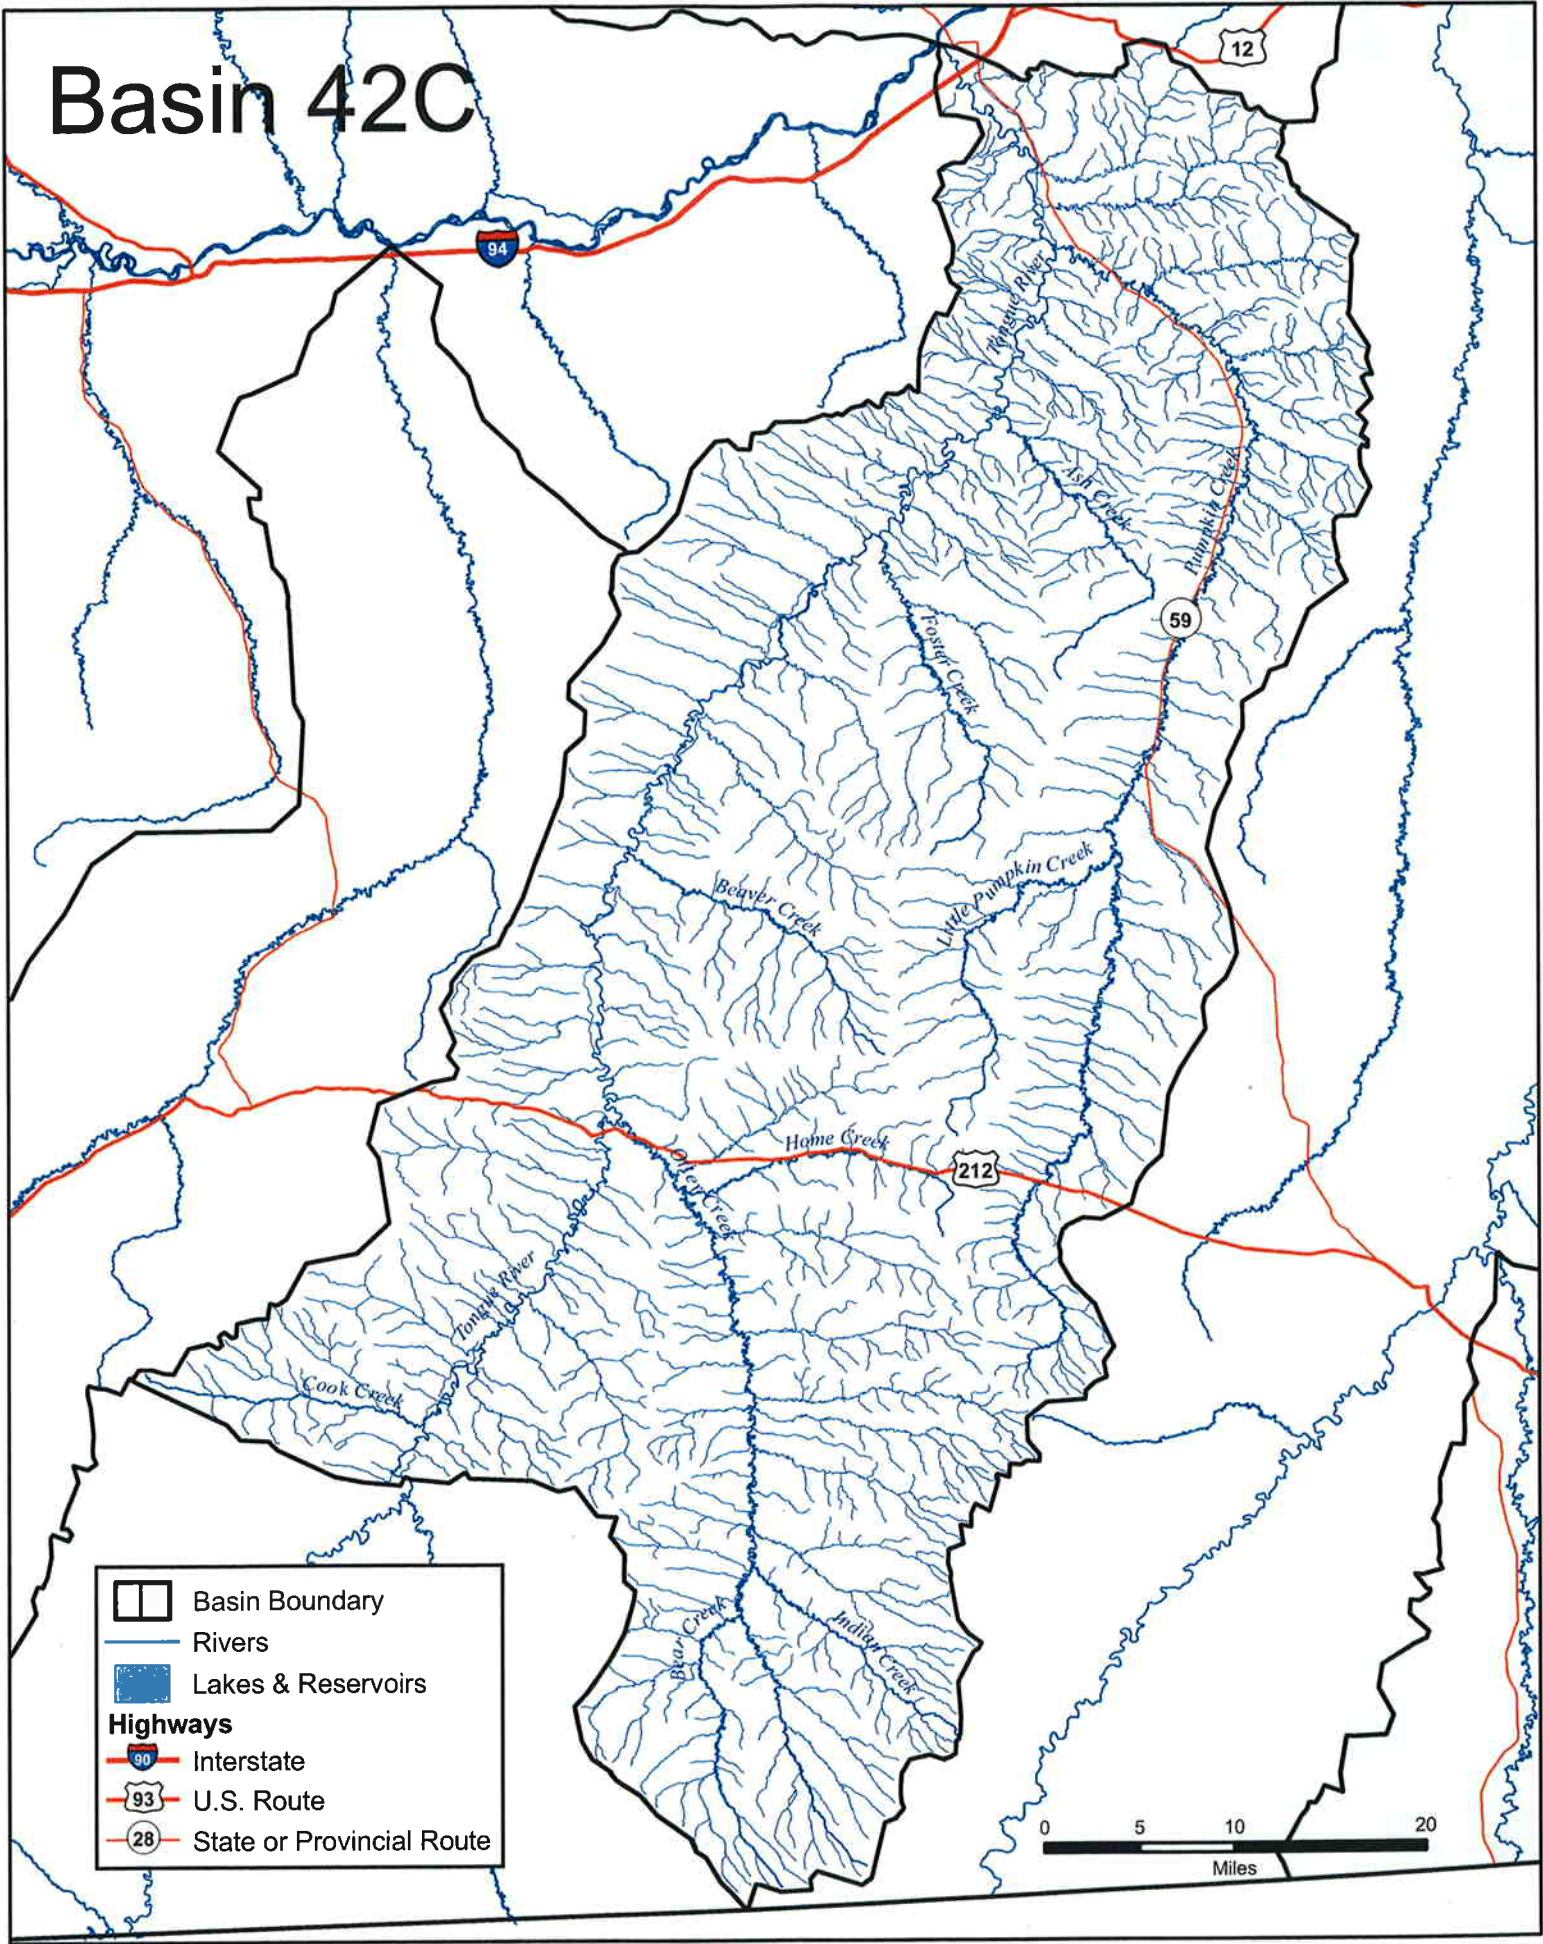 Basin 42C
12
94
Tongue River
Ash Creek
Pumpkin Creek
59
Foster Creek
Little Pumpkin Creek
Beaver Creek
Home Creek
Otter Creek
212
Tongue River
Cook Creek
Bear Creek
Indian Creek
Basin Boundary
Rivers
Lakes & Reservoirs
Highways
90 Interstate
93 U.S. Route
28 State or Provincial Route
0 5 10 20
Miles